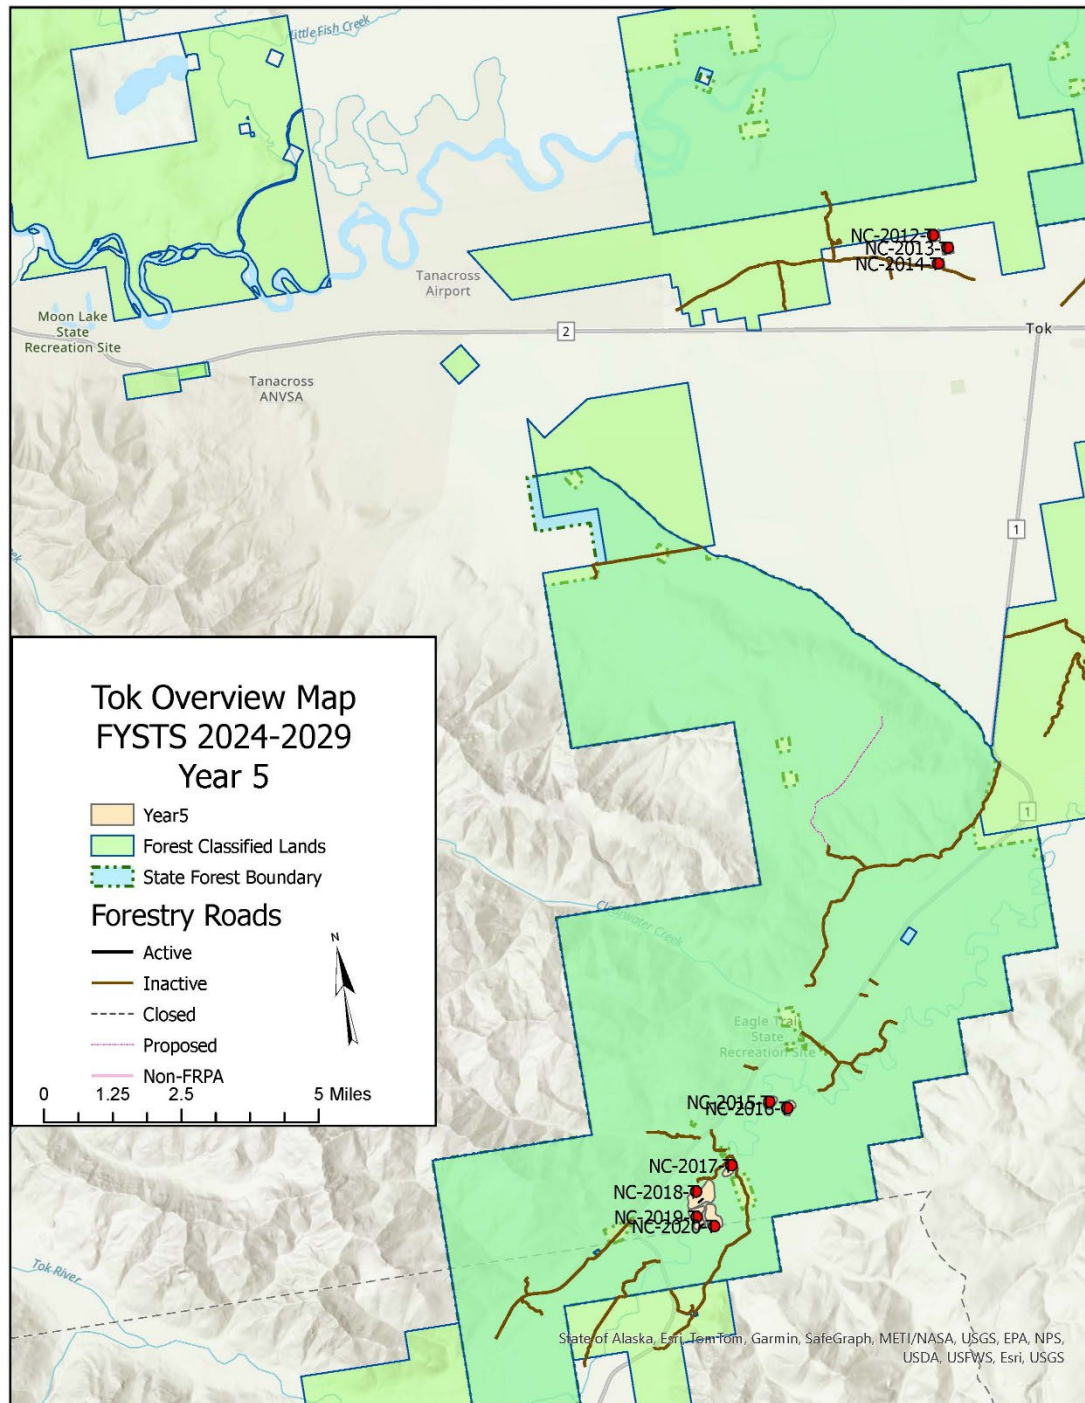 Little Fish Creek
NC-2012-T
NC-2013-T
NC-2014-T
Tanacross
Airport
Moon Lake
State
Recreation Site
2
Tok
Tanacross
ANVSA
1
Tok Overview Map
FYSTS 2024-2029
Year 5
Year5
Forest Classified Lands
State Forest Boundary
Forestry Roads
Active
Inactive
Closed
Proposed
Non-FRPA
N
0 1.25 2.5 5 Miles
1
Clearwater Creek
Eagle Trail
State
Recreation Site
NC-2015-T
NC-2016-T
NC-2017-T
NC-2018-T
NC-2019-T
NC-2020-T
Tok River
State of Alaska, Esri, TomTom, Garmin, SafeGraph, METI/NASA, USGS, EPA, NPS,
USDA, USFWS, Esri, USGS